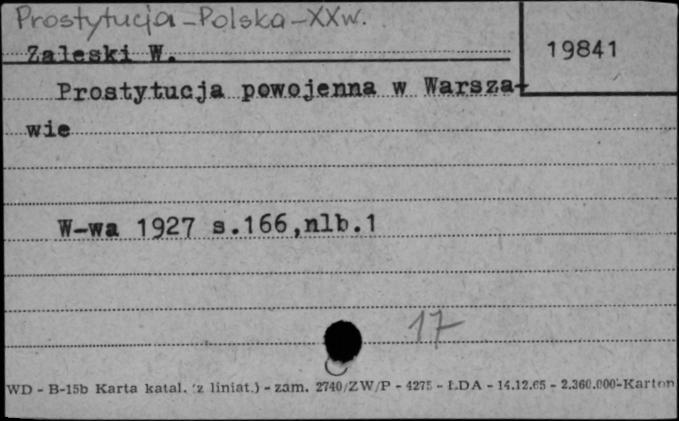 Prostytucja-Polska-XXw.
Zaleski W.
19841
Prostytucja powojenna w Warsza-
wie
W-wa 1927 s.166,nlb.1
17
WD - B-15b Karta katal. (z liniat.) - zam. 2740/ZW/P - 4275 - LDA - 14.12.65 - 2.360.000-Karton